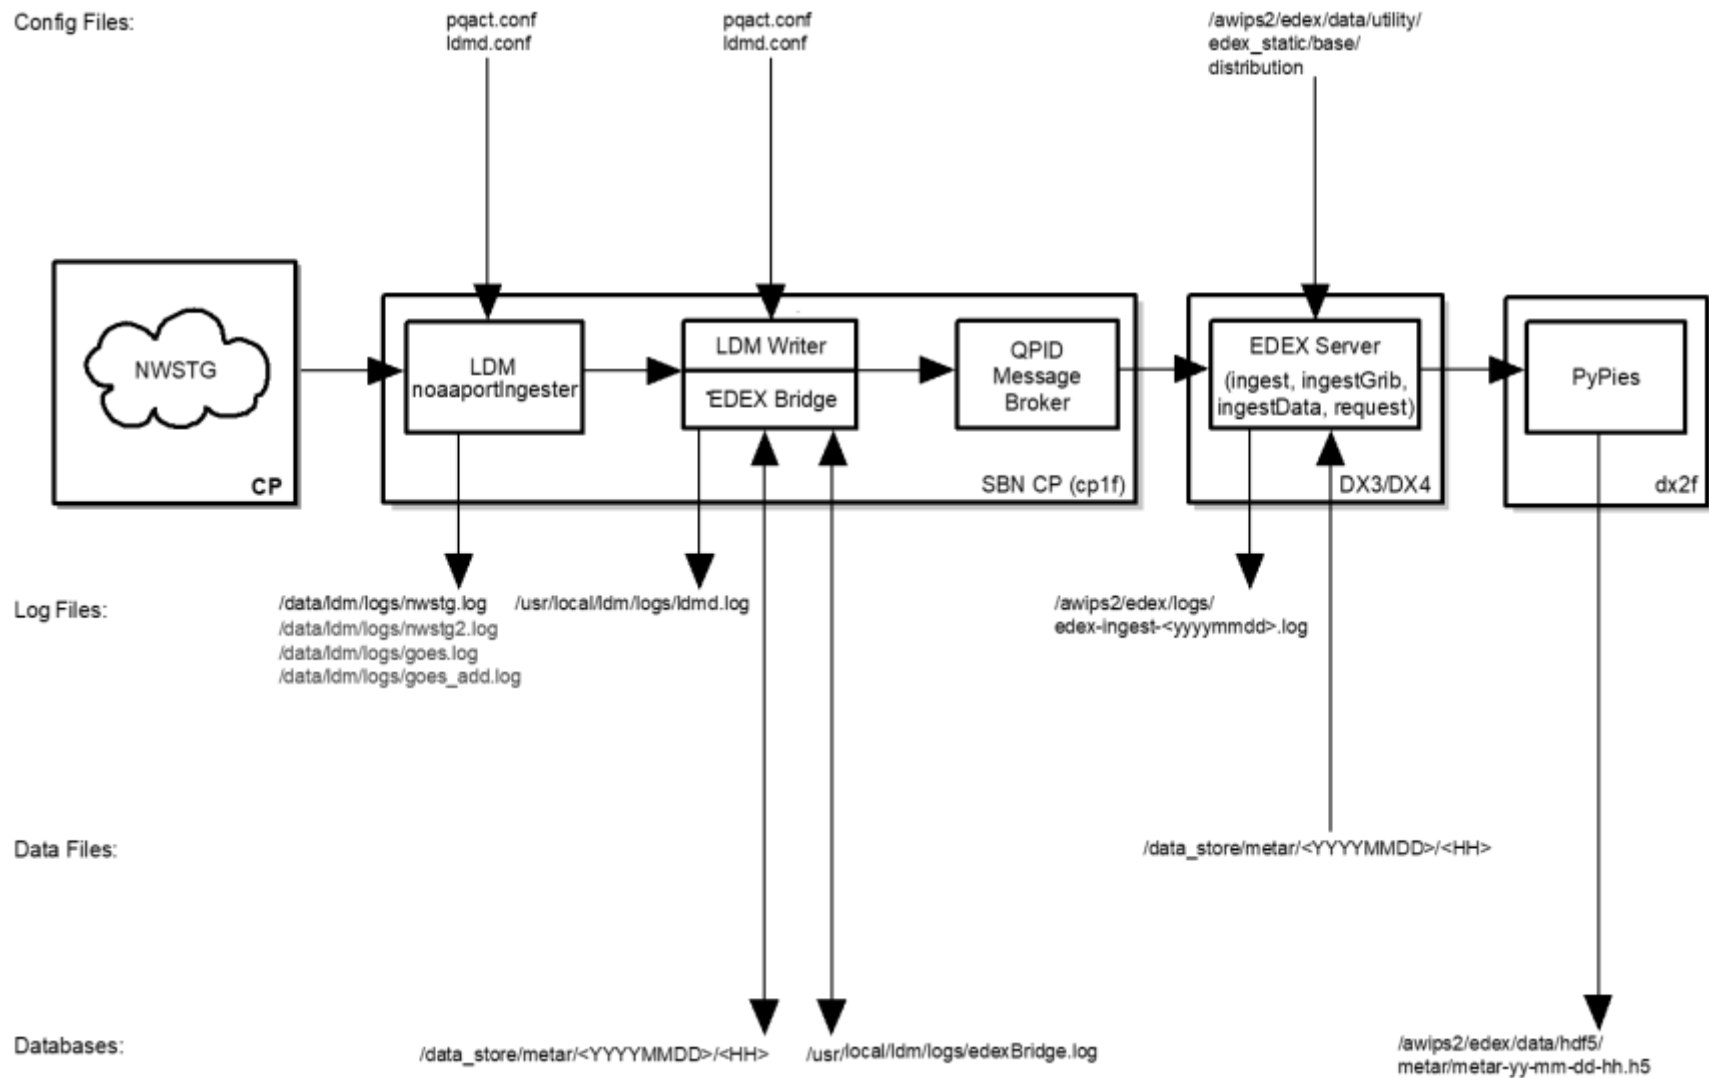 Config Files:
pqact.conf
ldmd.conf
pqact.conf
ldmd.conf
/awips2/edex/data/utility/
edex_static/base/
distribution
NWSTG
CP
LDM
noaaportIngester
LDM Writer
EDEX Bridge
QPID
Message
Broker
SBN CP (cp1f)
EDEX Server
(ingest, ingestGrib,
ingestData, request)
DX3/DX4
PyPies
dx2f
Log Files:
/data/ldm/logs/nwstg.log
/data/ldm/logs/nwstg2.log
/data/ldm/logs/goes.log
/data/ldm/logs/goes_add.log
/usr/local/ldm/logs/ldmd.log
/awips2/edex/logs/
edex-ingest-<yyyymmdd>.log
Data Files:
/data_store/metar/<YYYYMMDD>/<HH>
Databases:
/data_store/metar/<YYYYMMDD>/<HH>
/usr/local/ldm/logs/edexBridge.log
/awips2/edex/data/hdf5/
metar/metar-yy-mm-dd-hh.h5